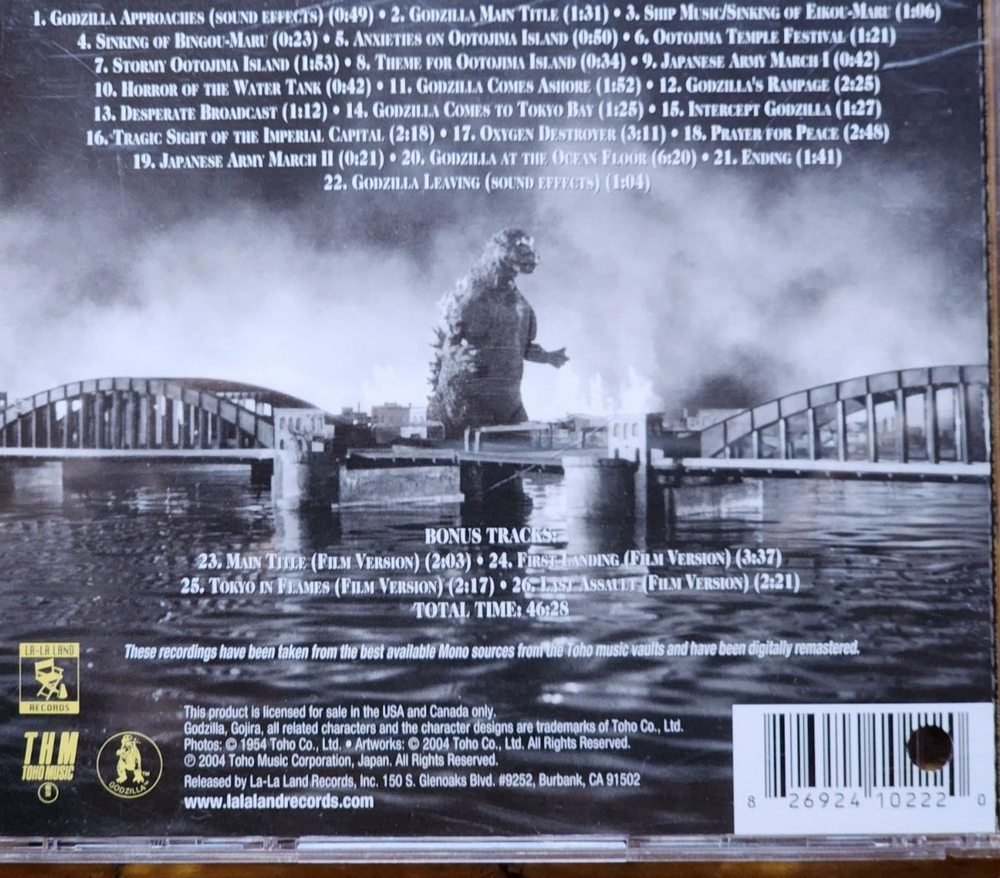 1. Godzilla Approaches (sound effects) (0:49) • 2. Godzilla Main Title (1:31) • 3. Ship Music/Sinking of Eikou-Maru (1:06)
4. Sinking of Bingou-Maru (0:23) • 5. Anxieties on Ootojima Island (0:50) • 6. Ootojima Temple Festival (1:21)
7. Stormy Ootojima Island (1:53) • 8. Theme for Ootojima Island (0:34) • 9. Japanese Army March I (0:42)
10. Horror of the Water Tank (0:42) • 11. Godzilla Comes Ashore (1:52) • 12. Godzilla's Rampage (2:25)
13. Desperate Broadcast (1:12) • 14. Godzilla Comes to Tokyo Bay (1:25) • 15. Intercept Godzilla (1:27)
16. Tragic Sight of the Imperial Capital (2:18) • 17. Oxygen Destroyer (3:11) • 18. Prayer for Peace (2:48)
19. Japanese Army March II (0:21) • 20. Godzilla at the Ocean Floor (6:20) • 21. Ending (1:41)
22. Godzilla Leaving (sound effects) (1:04)
BONUS TRACKS:
23. Main Title (Film Version) (2:03) • 24. First Landing (Film Version) (3:37)
25. Tokyo in Flames (Film Version) (2:17) • 26. Last Assault (Film Version) (2:21)
TOTAL TIME: 46:28
These recordings have been taken from the best available Mono sources from the Toho music vaults and have been digitally remastered.
LA-LA LAND
RECORDS
THM
TOHO MUSIC
GODZILLA
TM
This product is licensed for sale in the USA and Canada only.
Godzilla, Gojira, all related characters and the character designs are trademarks of Toho Co., Ltd.
Photos: © 1954 Toho Co., Ltd. • Artworks: © 2004 Toho Co., Ltd. All Rights Reserved.
℗ 2004 Toho Music Corporation, Japan. All Rights Reserved.
Released by La-La Land Records, Inc. 150 S. Glenoaks Blvd. #9252, Burbank, CA 91502
www.lalalandrecords.com
8 26924 10222 0